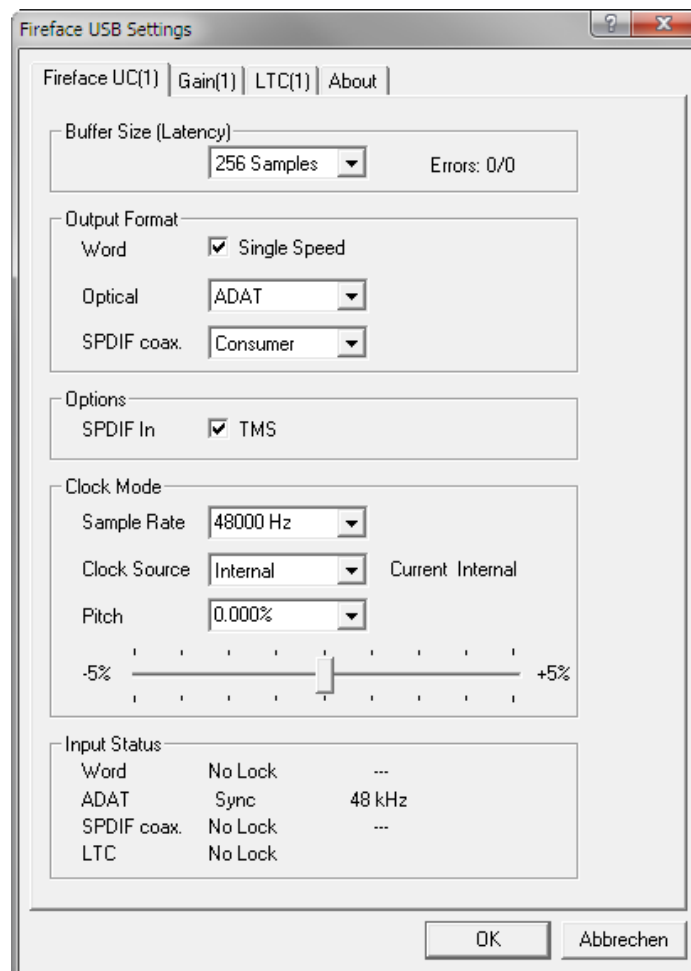 Fireface USB Settings
Fireface UC(1) Gain(1) LTC(1) About
Buffer Size (Latency)
256 Samples Errors: 0/0
Output Format
Word Single Speed
Optical ADAT
SPDIF coax. Consumer
Options
SPDIF In TMS
Clock Mode
Sample Rate 48000 Hz
Clock Source Internal Current Internal
Pitch 0.000%
-5% +5%
Input Status
Word No Lock ---
ADAT Sync 48 kHz
SPDIF coax. No Lock ---
LTC No Lock
OK Abbrechen